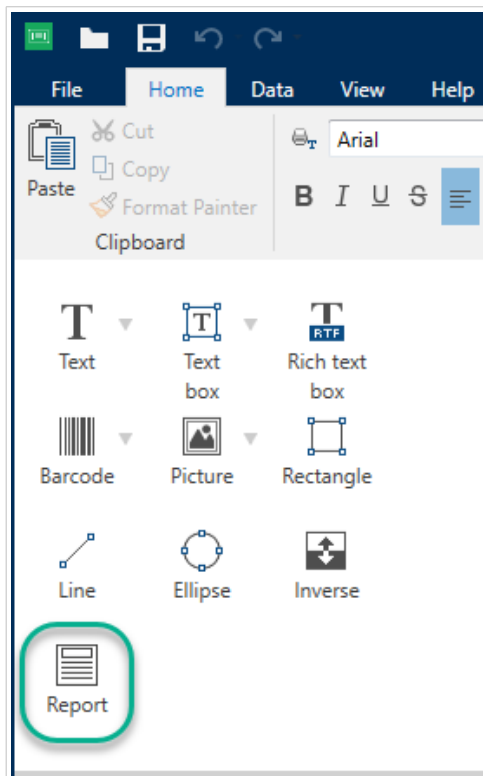 File Home Data View Help
Cut
Copy
Paste
Format Painter
Clipboard
Arial
B I U S
Text Text box Rich text box
Barcode Picture Rectangle
Line Ellipse Inverse
Report